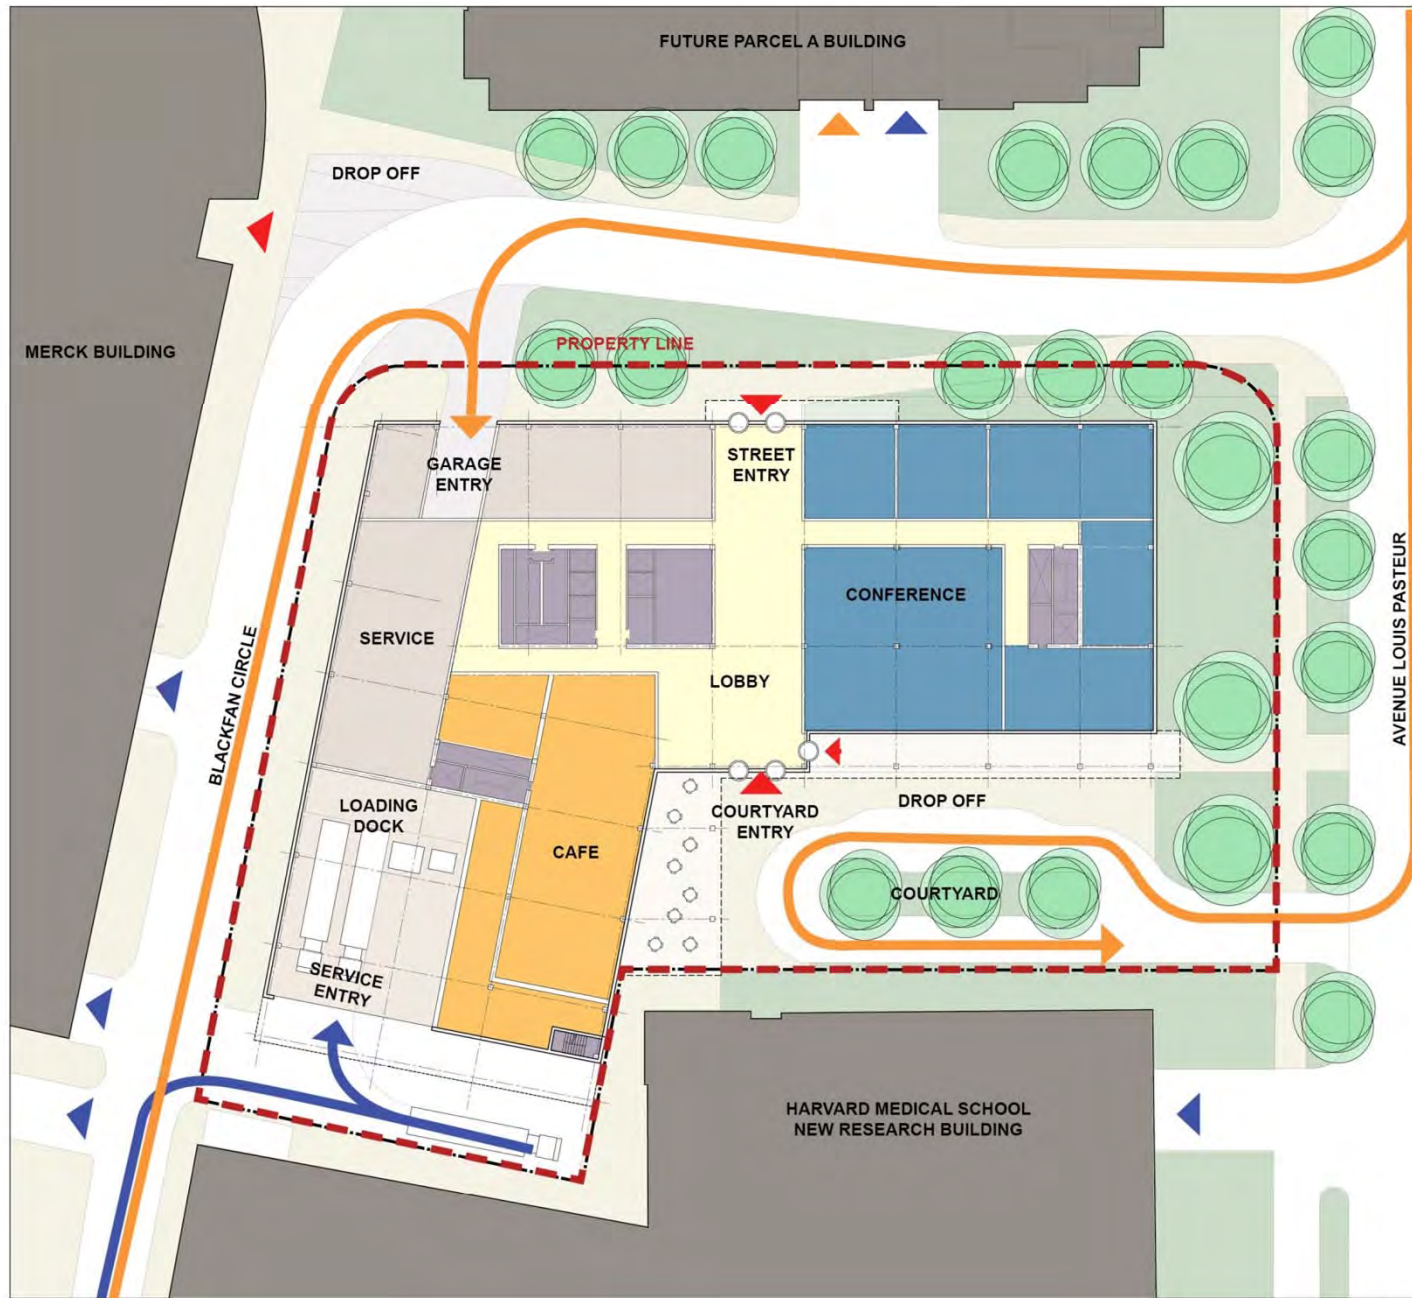 FUTURE PARCEL A BUILDING
DROP OFF
MERCK BUILDING
PROPERTY LINE
GARAGE
ENTRY
STREET
ENTRY
CONFERENCE
SERVICE
LOBBY
BLACKFAN CIRCLE
AVENUE LOUIS PASTEUR
LOADING
DOCK
COURTYARD
ENTRY
DROP OFF
CAFE
COURTYARD
SERVICE
ENTRY
HARVARD MEDICAL SCHOOL
NEW RESEARCH BUILDING